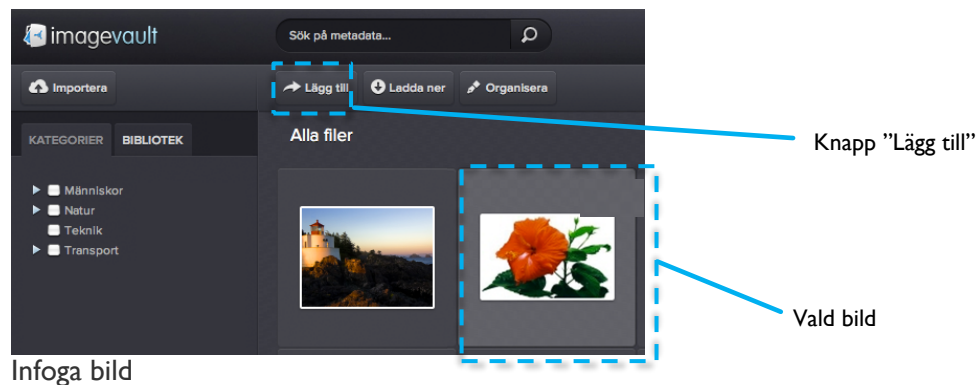 imagevault
Sök på metadata...
Importera
Lägg till
Ladda ner
Organisera
Knapp ”Lägg till”
KATEGORIER
BIBLIOTEK
Alla filer
Människor
Natur
Teknik
Transport
Vald bild
Infoga bild